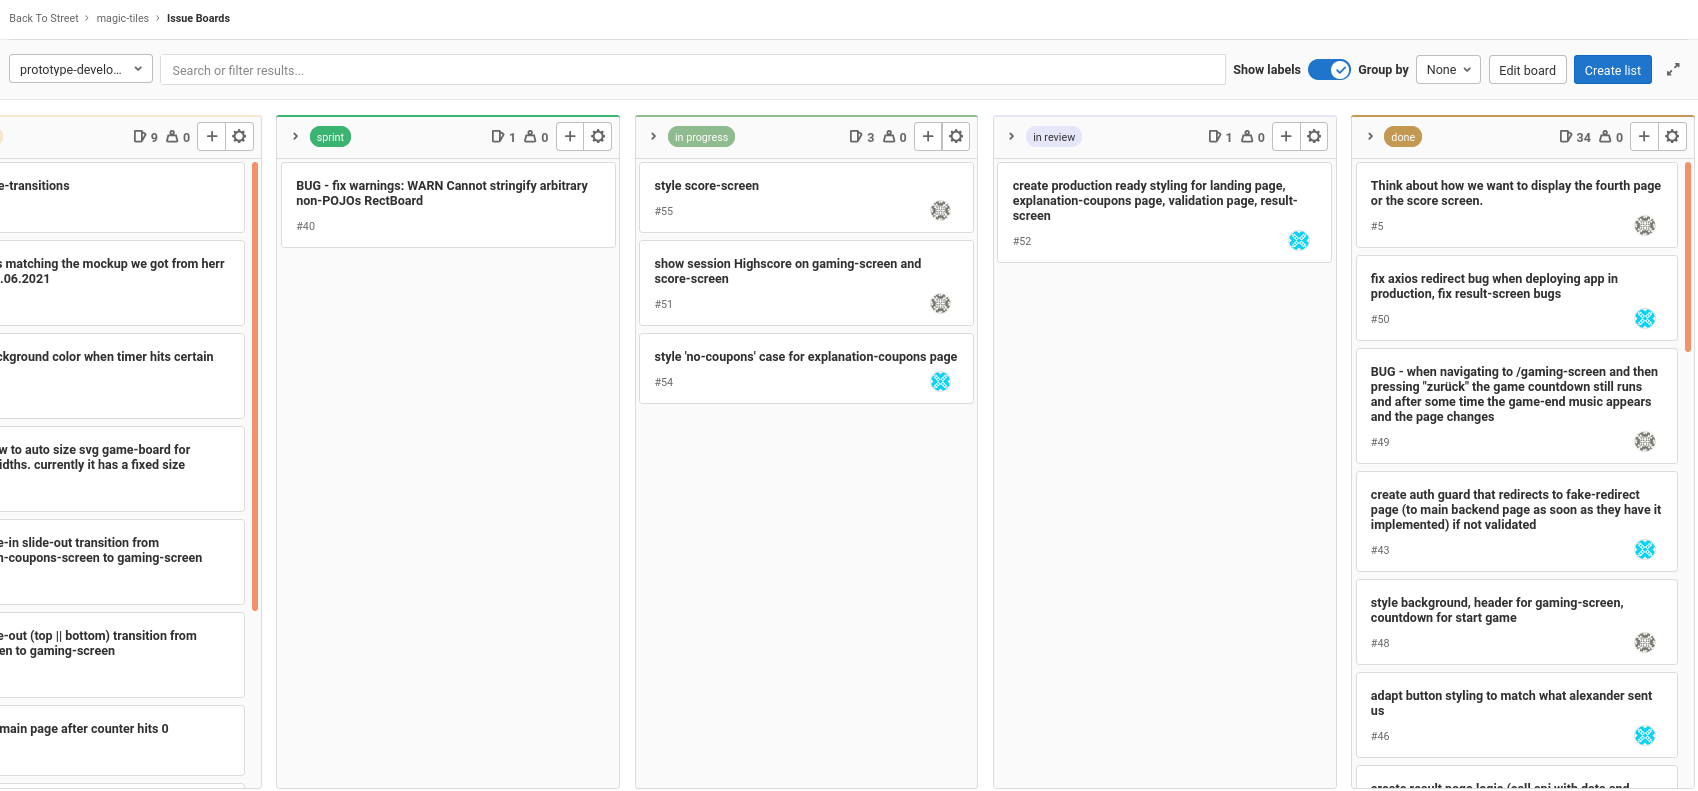 Back To Street > magic-tiles > Issue Boards
prototype-develo...
Search or filter results...
Show labels
Group by
None
Edit board
Create list
9 0
e-transitions
s matching the mockup we got from herr
.06.2021
ckground color when timer hits certain
w to auto size svg game-board for
idths. currently it has a fixed size
e-in slide-out transition from
n-coupons-screen to gaming-screen
e-out (top || bottom) transition from
en to gaming-screen
main page after counter hits 0
sprint
1 0
BUG - fix warnings: WARN Cannot stringify arbitrary
non-POJOs RectBoard
#40
in progress
3 0
style score-screen
#55
show session Highscore on gaming-screen and
score-screen
#51
style 'no-coupons' case for explanation-coupons page
#54
in review
1 0
create production ready styling for landing page,
explanation-coupons page, validation page, result-
screen
#52
done
34 0
Think about how we want to display the fourth page
or the score screen.
#5
fix axios redirect bug when deploying app in
production, fix result-screen bugs
#50
BUG - when navigating to /gaming-screen and then
pressing "zurück" the game countdown still runs
and after some time the game-end music appears
and the page changes
#49
create auth guard that redirects to fake-redirect
page (to main backend page as soon as they have it
implemented) if not validated
#43
style background, header for gaming-screen,
countdown for start game
#48
adapt button styling to match what alexander sent
us
#46
create result page logic (call api with data and